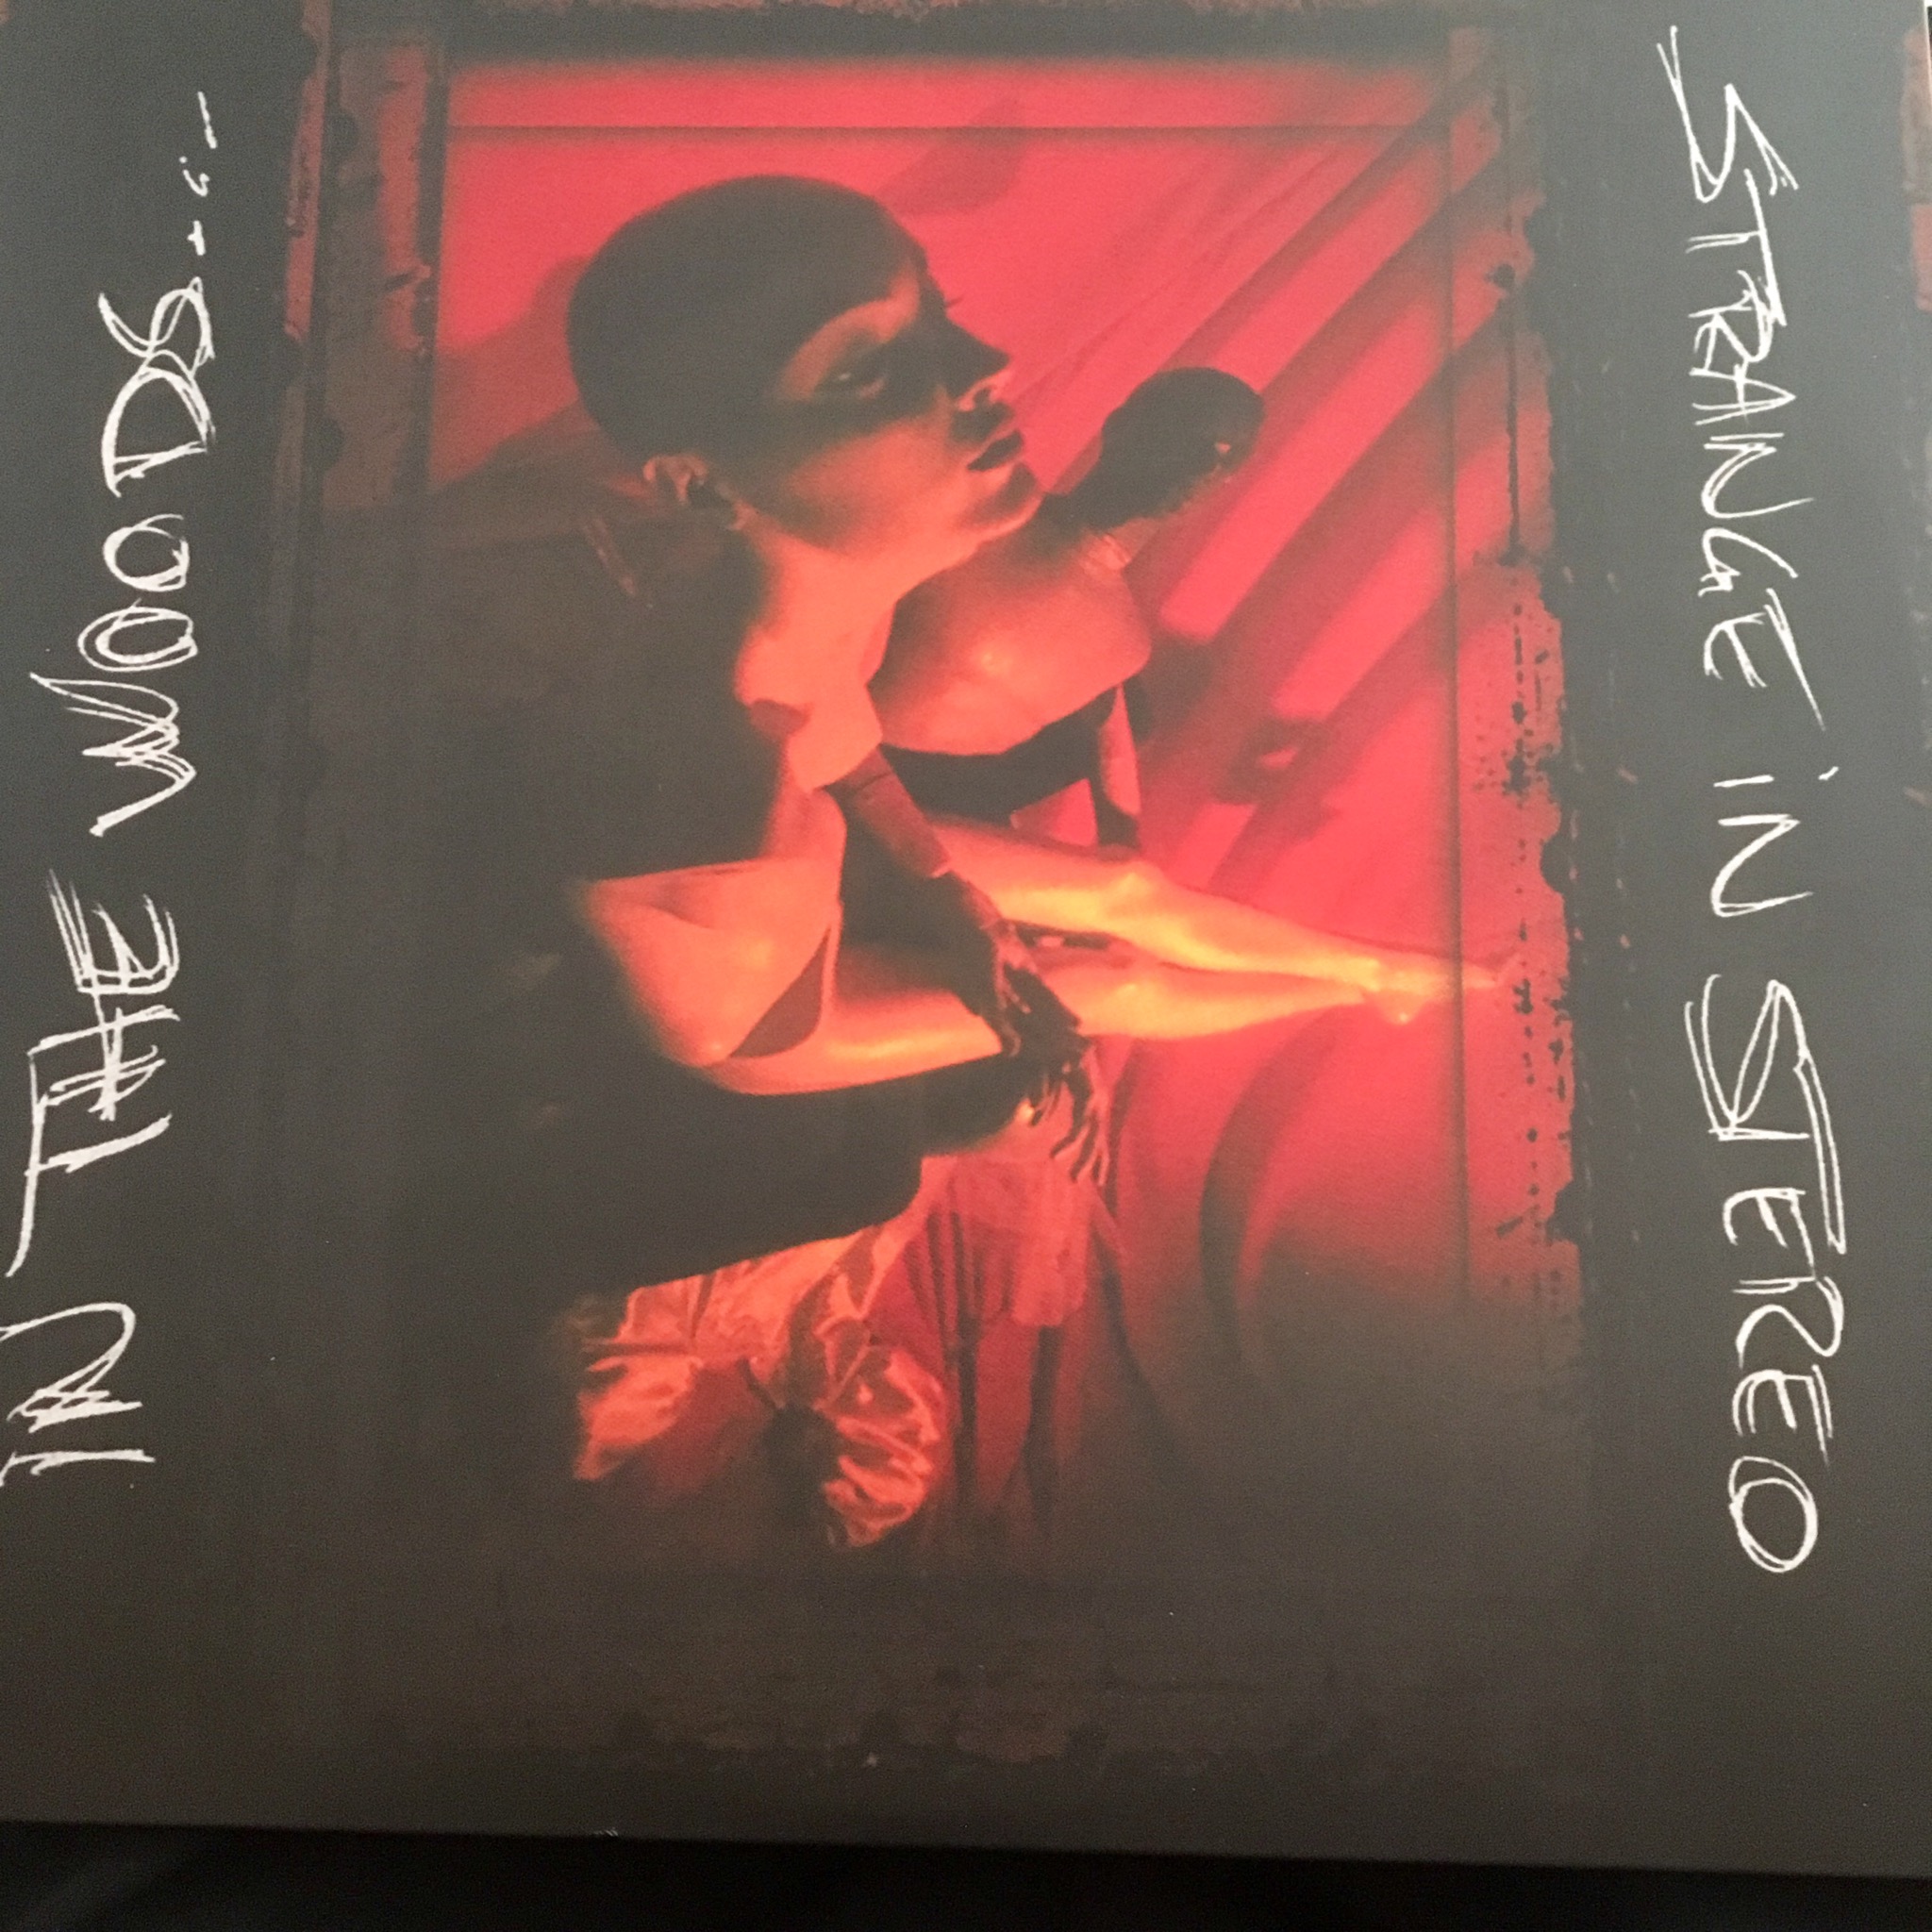 IN THE WOODS...
STRANGE iN STEREO